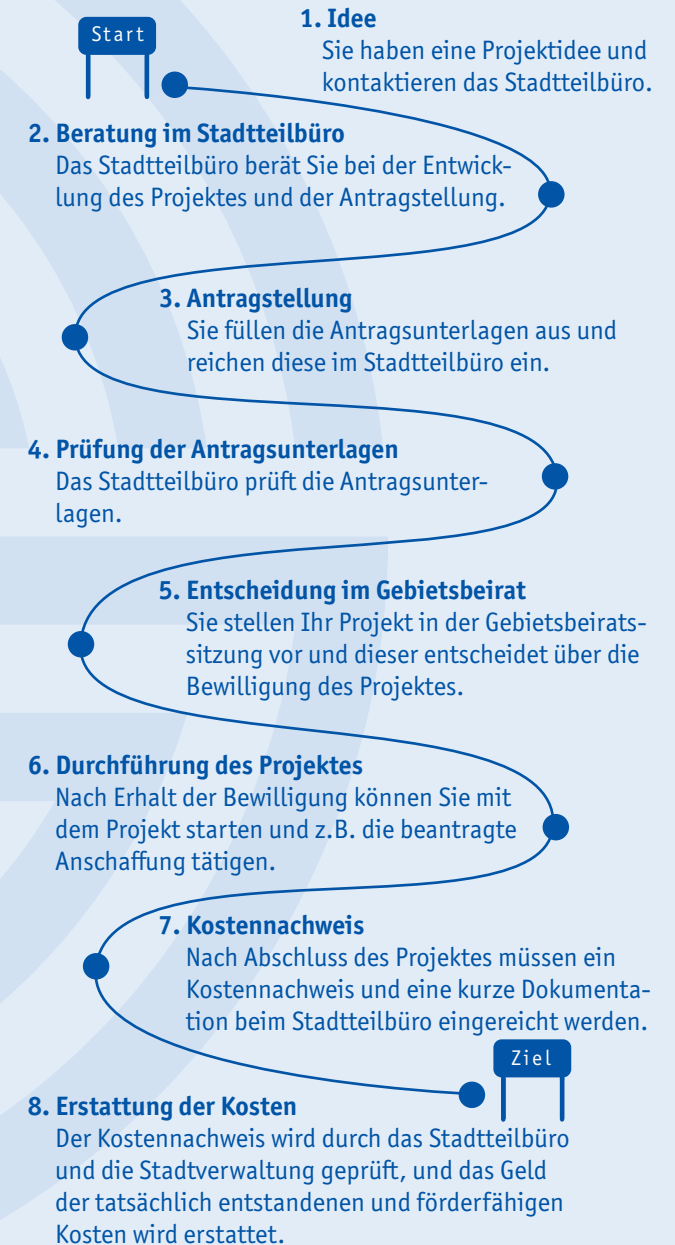 Start
1. Idee
Sie haben eine Projektidee und
kontaktieren das Stadtteilbüro.
2. Beratung im Stadtteilbüro
Das Stadtteilbüro berät Sie bei der Entwick-
lung des Projektes und der Antragstellung.
3. Antragstellung
Sie füllen die Antragsunterlagen aus und
reichen diese im Stadtteilbüro ein.
4. Prüfung der Antragsunterlagen
Das Stadtteilbüro prüft die Antragsunter-
lagen.
5. Entscheidung im Gebietsbeirat
Sie stellen Ihr Projekt in der Gebietsbeirats-
sitzung vor und dieser entscheidet über die
Bewilligung des Projektes.
6. Durchführung des Projektes
Nach Erhalt der Bewilligung können Sie mit
dem Projekt starten und z.B. die beantragte
Anschaffung tätigen.
7. Kostennachweis
Nach Abschluss des Projektes müssen ein
Kostennachweis und eine kurze Dokumenta-
tion beim Stadtteilbüro eingereicht werden.
Ziel
8. Erstattung der Kosten
Der Kostennachweis wird durch das Stadtteilbüro
und die Stadtverwaltung geprüft, und das Geld
der tatsächlich entstandenen und förderfähigen
Kosten wird erstattet.